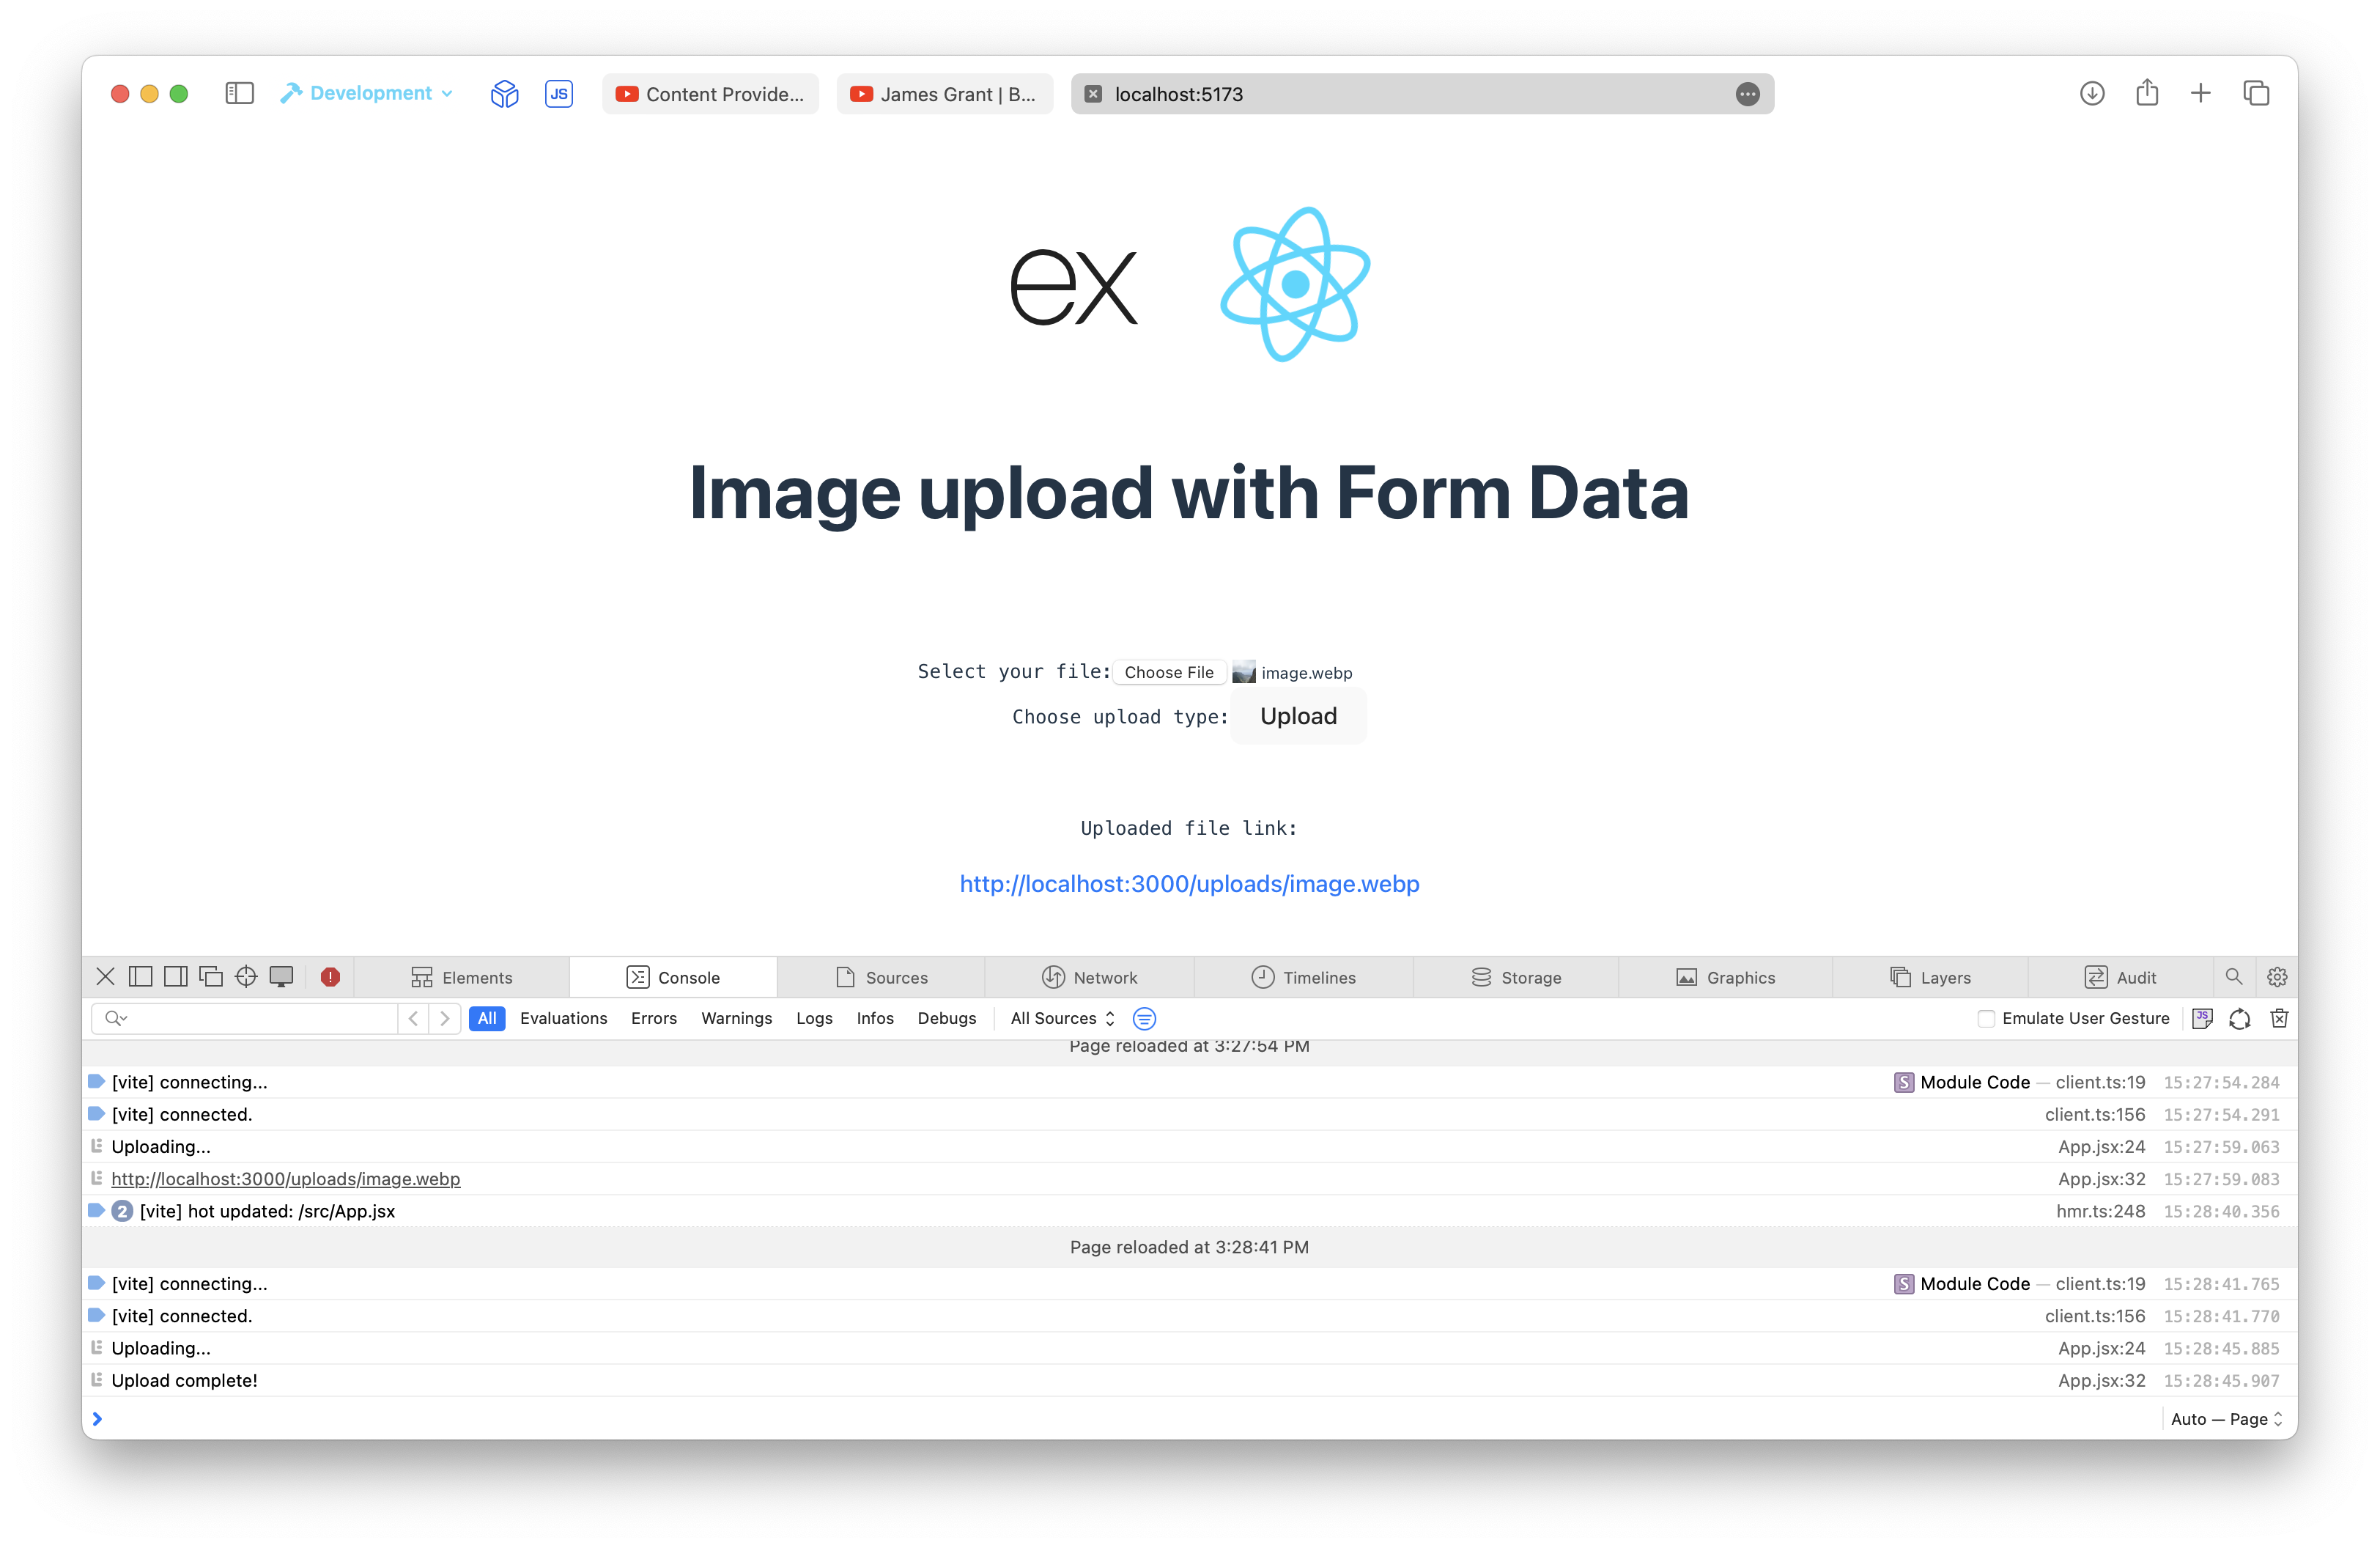 Development
JS
Content Provide...
James Grant | B...
localhost:5173
ex
Image upload with Form Data
Select your file: Choose File image.webp
Choose upload type: Upload
Uploaded file link:
http://localhost:3000/uploads/image.webp
Elements Console Sources Network Timelines Storage Graphics Layers Audit
All Evaluations Errors Warnings Logs Infos Debugs All Sources Emulate User Gesture JS
Page reloaded at 3:27:54 PM
[vite] connecting... S Module Code — client.ts:19 15:27:54.284
[vite] connected. client.ts:156 15:27:54.291
Uploading... App.jsx:24 15:27:59.063
http://localhost:3000/uploads/image.webp App.jsx:32 15:27:59.083
2 [vite] hot updated: /src/App.jsx hmr.ts:248 15:28:40.356
Page reloaded at 3:28:41 PM
[vite] connecting... S Module Code — client.ts:19 15:28:41.765
[vite] connected. client.ts:156 15:28:41.770
Uploading... App.jsx:24 15:28:45.885
Upload complete! App.jsx:32 15:28:45.907
Auto — Page